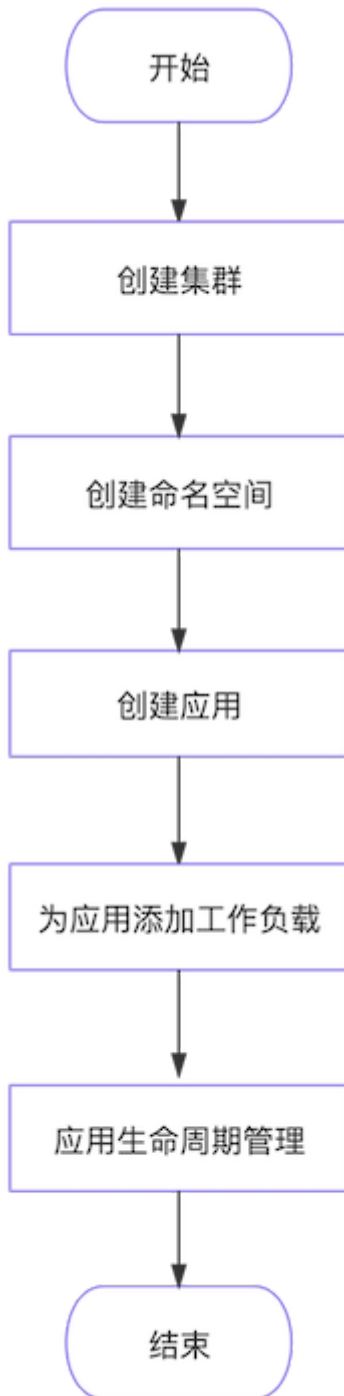 开始
创建集群
创建命名空间
创建应用
为应用添加工作负载
应用生命周期管理
结束